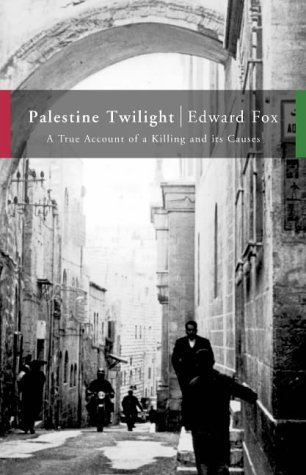 Palestine Twilight | Edward Fox
A True Account of a Killing and its Causes